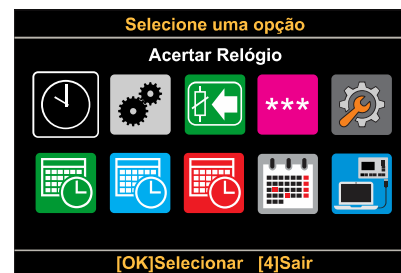 Selecione uma opção
Acertar Relógio
***
[OK]Selecionar [4]Sair